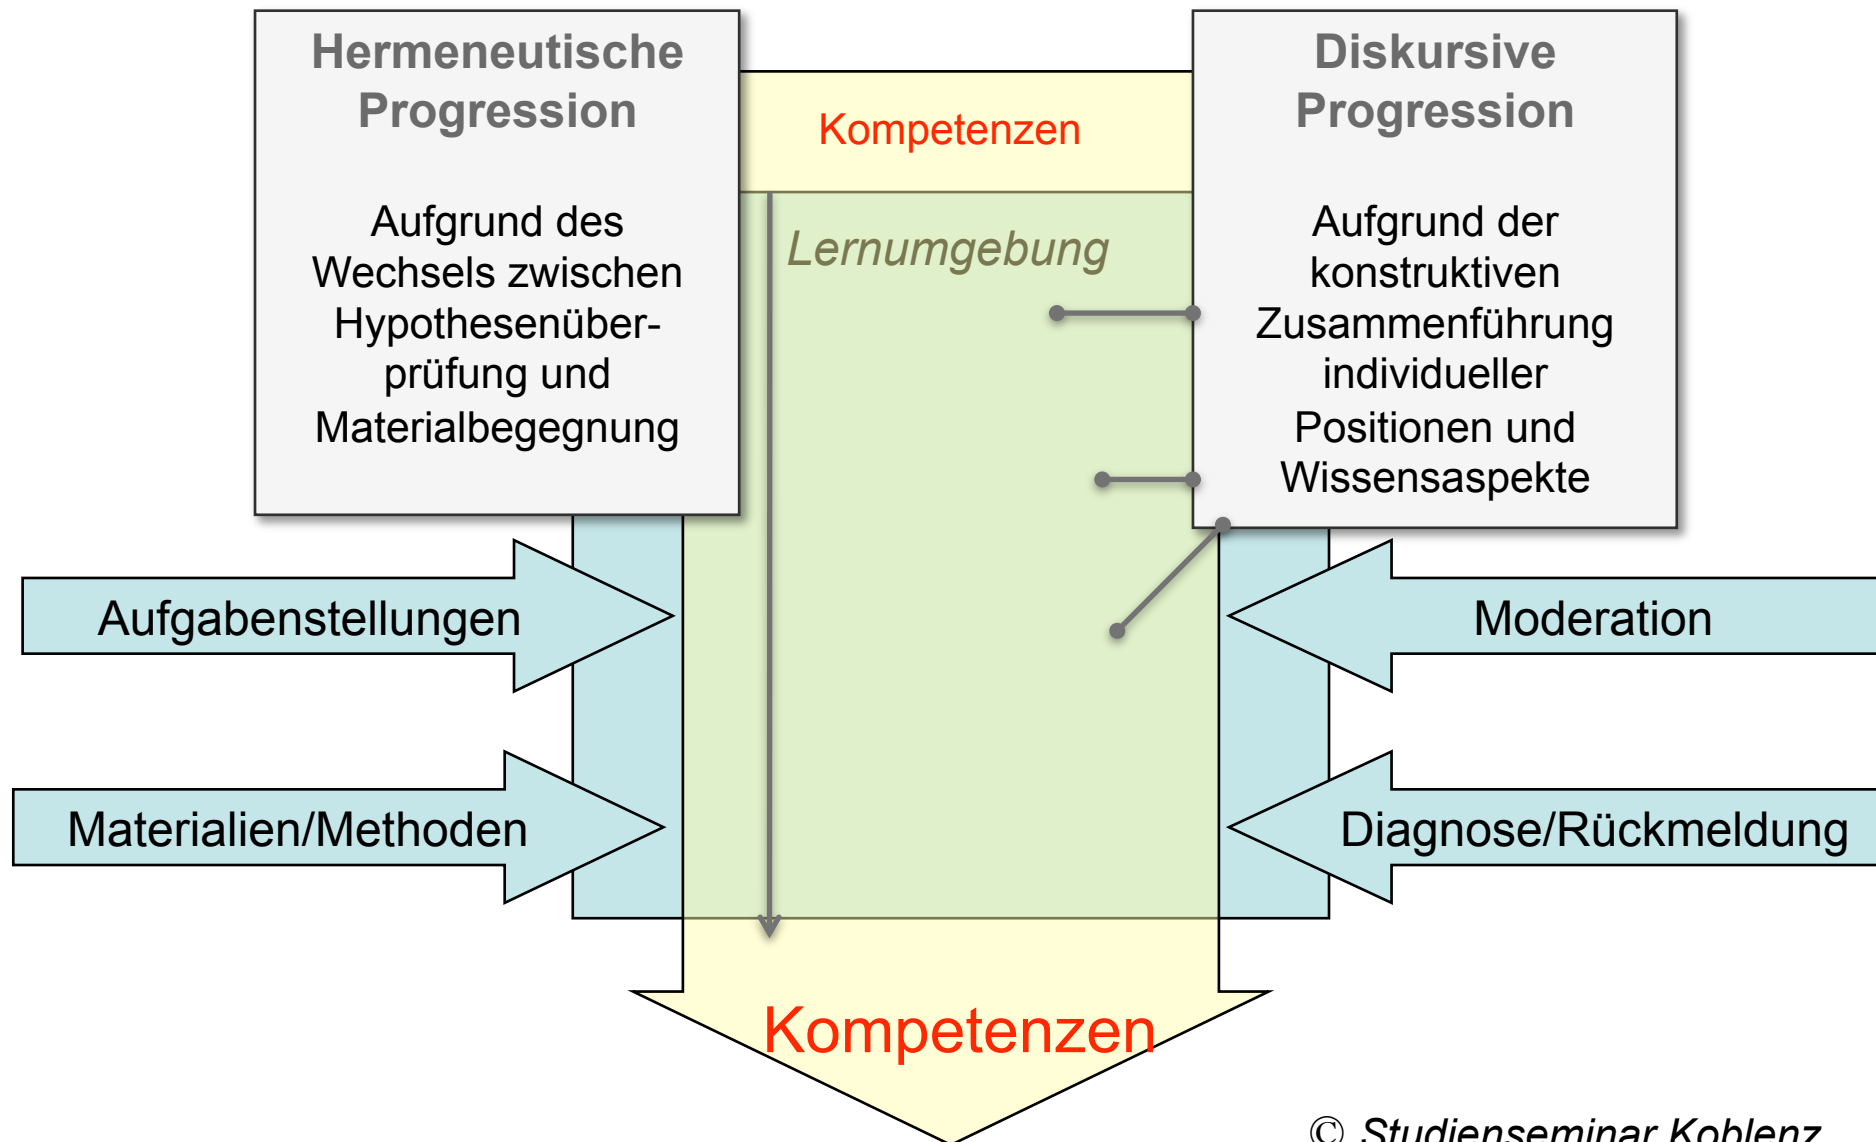 Hermeneutische
Progression
Aufgrund des
Wechsels zwischen
Hypothesenüber-
prüfung und
Materialbegegnung
Kompetenzen
Lernumgebung
Diskursive
Progression
Aufgrund der
konstruktiven
Zusammenführung
individueller
Positionen und
Wissensaspekte
Aufgabenstellungen
Moderation
Materialien/Methoden
Diagnose/Rückmeldung
Kompetenzen
© Studienseminar Koblenz